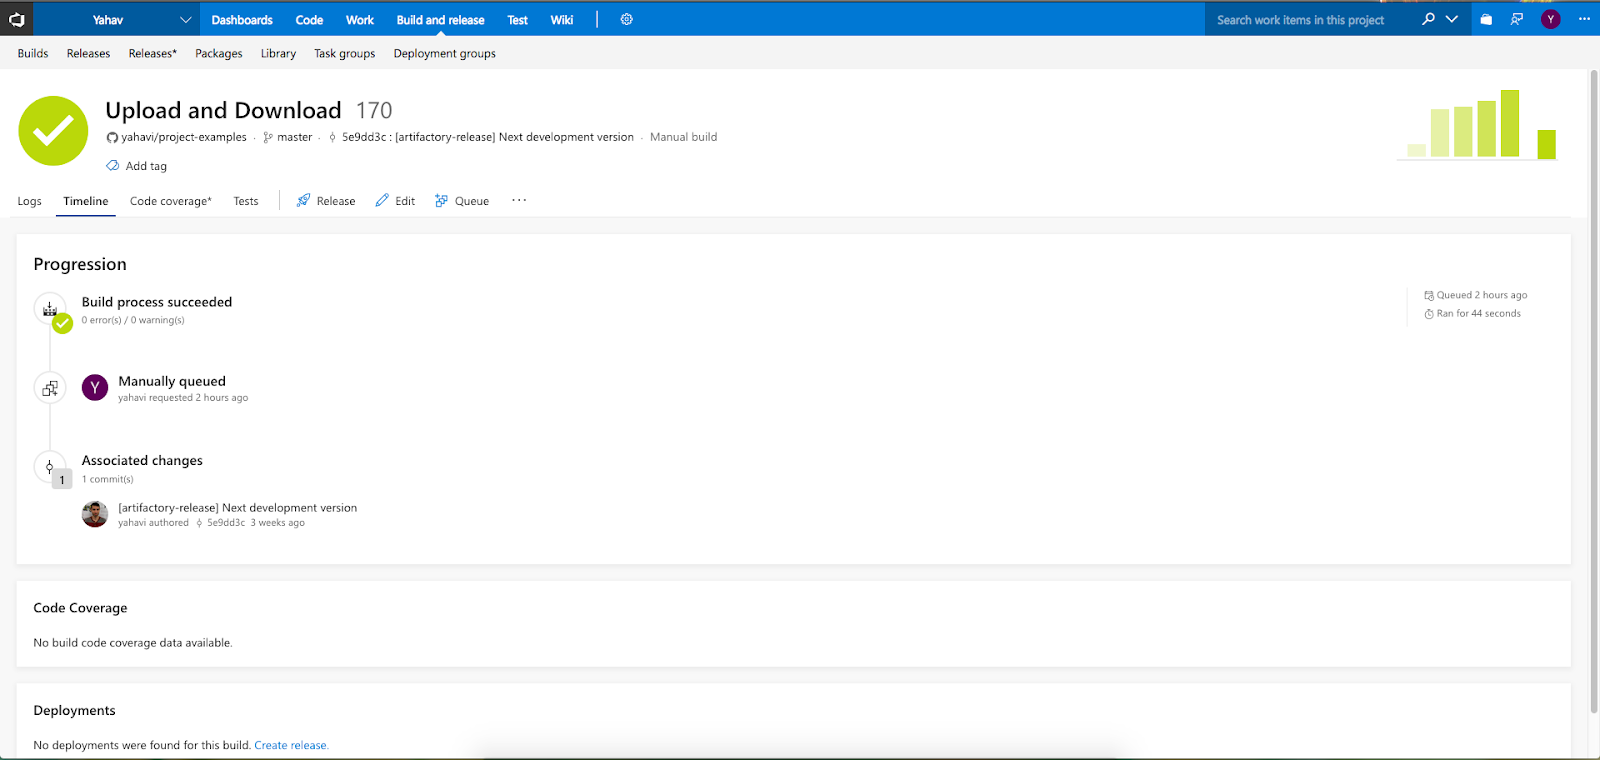 Yahav Dashboards Code Work Build and release Test Wiki Search work items in this project Y
Builds Releases Releases* Packages Library Task groups Deployment groups
Upload and Download 170
yahavi/project-examples · master · 5e9dd3c : [artifactory-release] Next development version · Manual build
Add tag
Logs Timeline Code coverage* Tests Release Edit Queue ...
Progression
Build process succeeded
0 error(s) / 0 warning(s)
Queued 2 hours ago
Ran for 44 seconds
Y Manually queued
yahavi requested 2 hours ago
Associated changes
1 1 commit(s)
[artifactory-release] Next development version
yahavi authored 5e9dd3c 3 weeks ago
Code Coverage
No build code coverage data available.
Deployments
No deployments were found for this build. Create release.